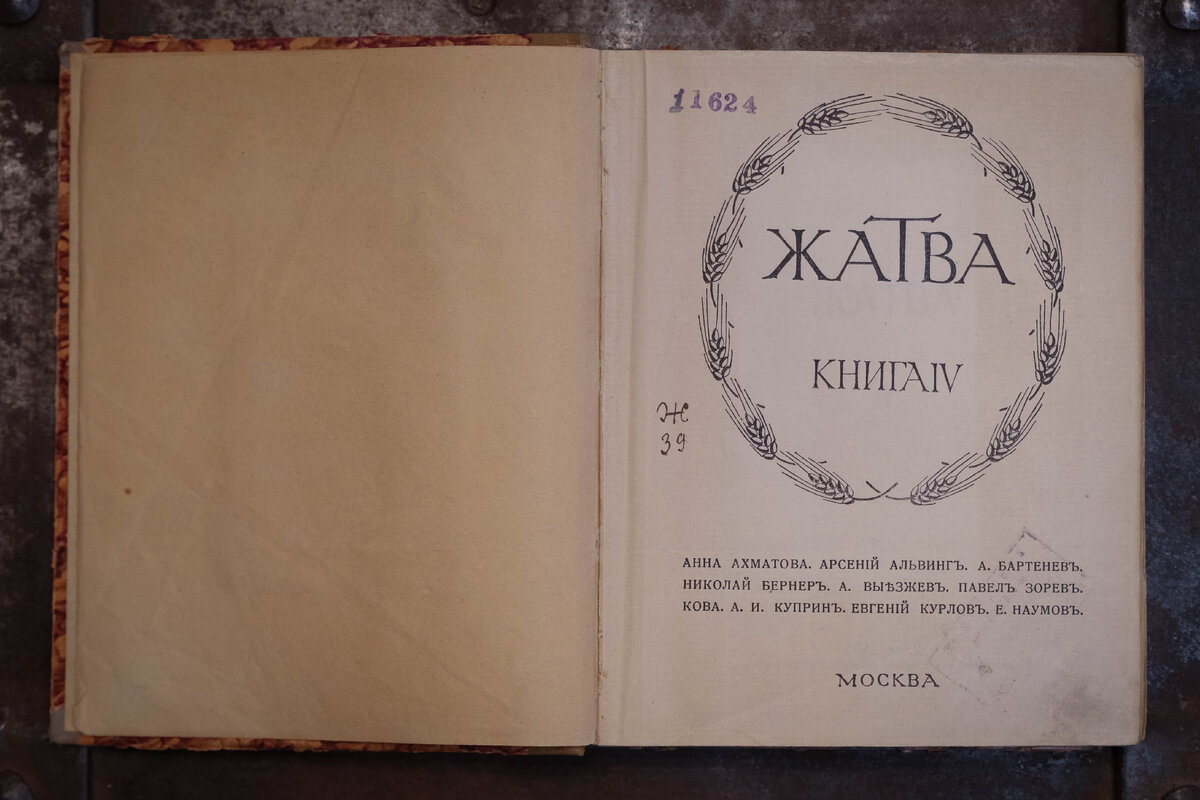 11624
ЖАТВА
КНИГА IV
Ж
39
АННА АХМАТОВА. АРСЕНІЙ АЛЬВИНГЪ. А. БАРТЕНЕВЪ.
НИКОЛАЙ БЕРНЕРЪ. А. ВЫѢЗЖЕВЪ. ПАВЕЛЪ ЗОРЕВЪ.
КОВА. А. И. КУПРИНЪ. ЕВГЕНІЙ КУРЛОВЪ. Е. НАУМОВЪ.
МОСКВА